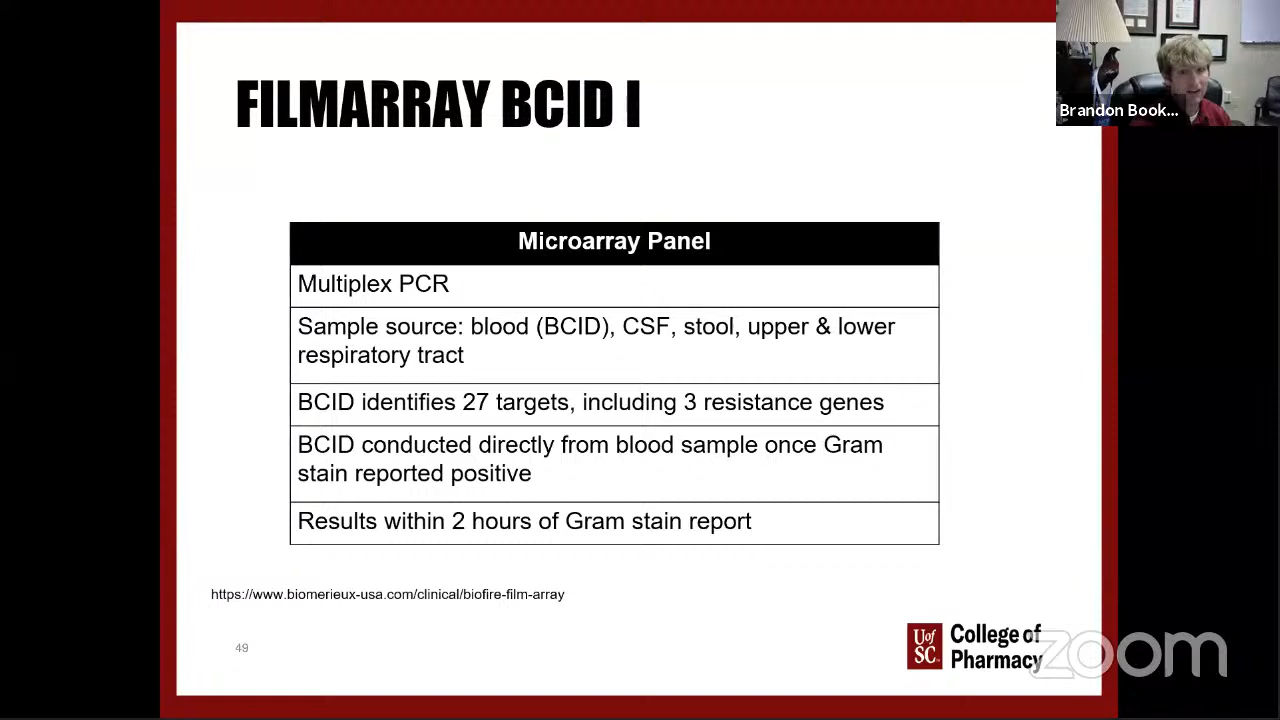 FILMARRAY BCID I
Brandon Book...
Microarray Panel
Multiplex PCR
Sample source: blood (BCID), CSF, stool, upper & lower
respiratory tract
BCID identifies 27 targets, including 3 resistance genes
BCID conducted directly from blood sample once Gram
stain reported positive
Results within 2 hours of Gram stain report
https://www.biomerieux-usa.com/clinical/biofire-film-array
49
UofSC
College of
Pharmacy
zoom